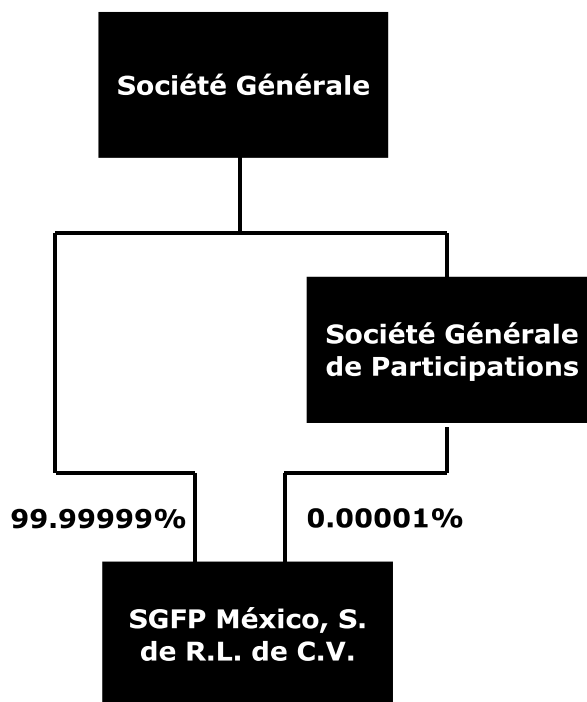 Société Générale
Société Générale
de Participations
99.99999%
0.00001%
SGFP México, S.
de R.L. de C.V.